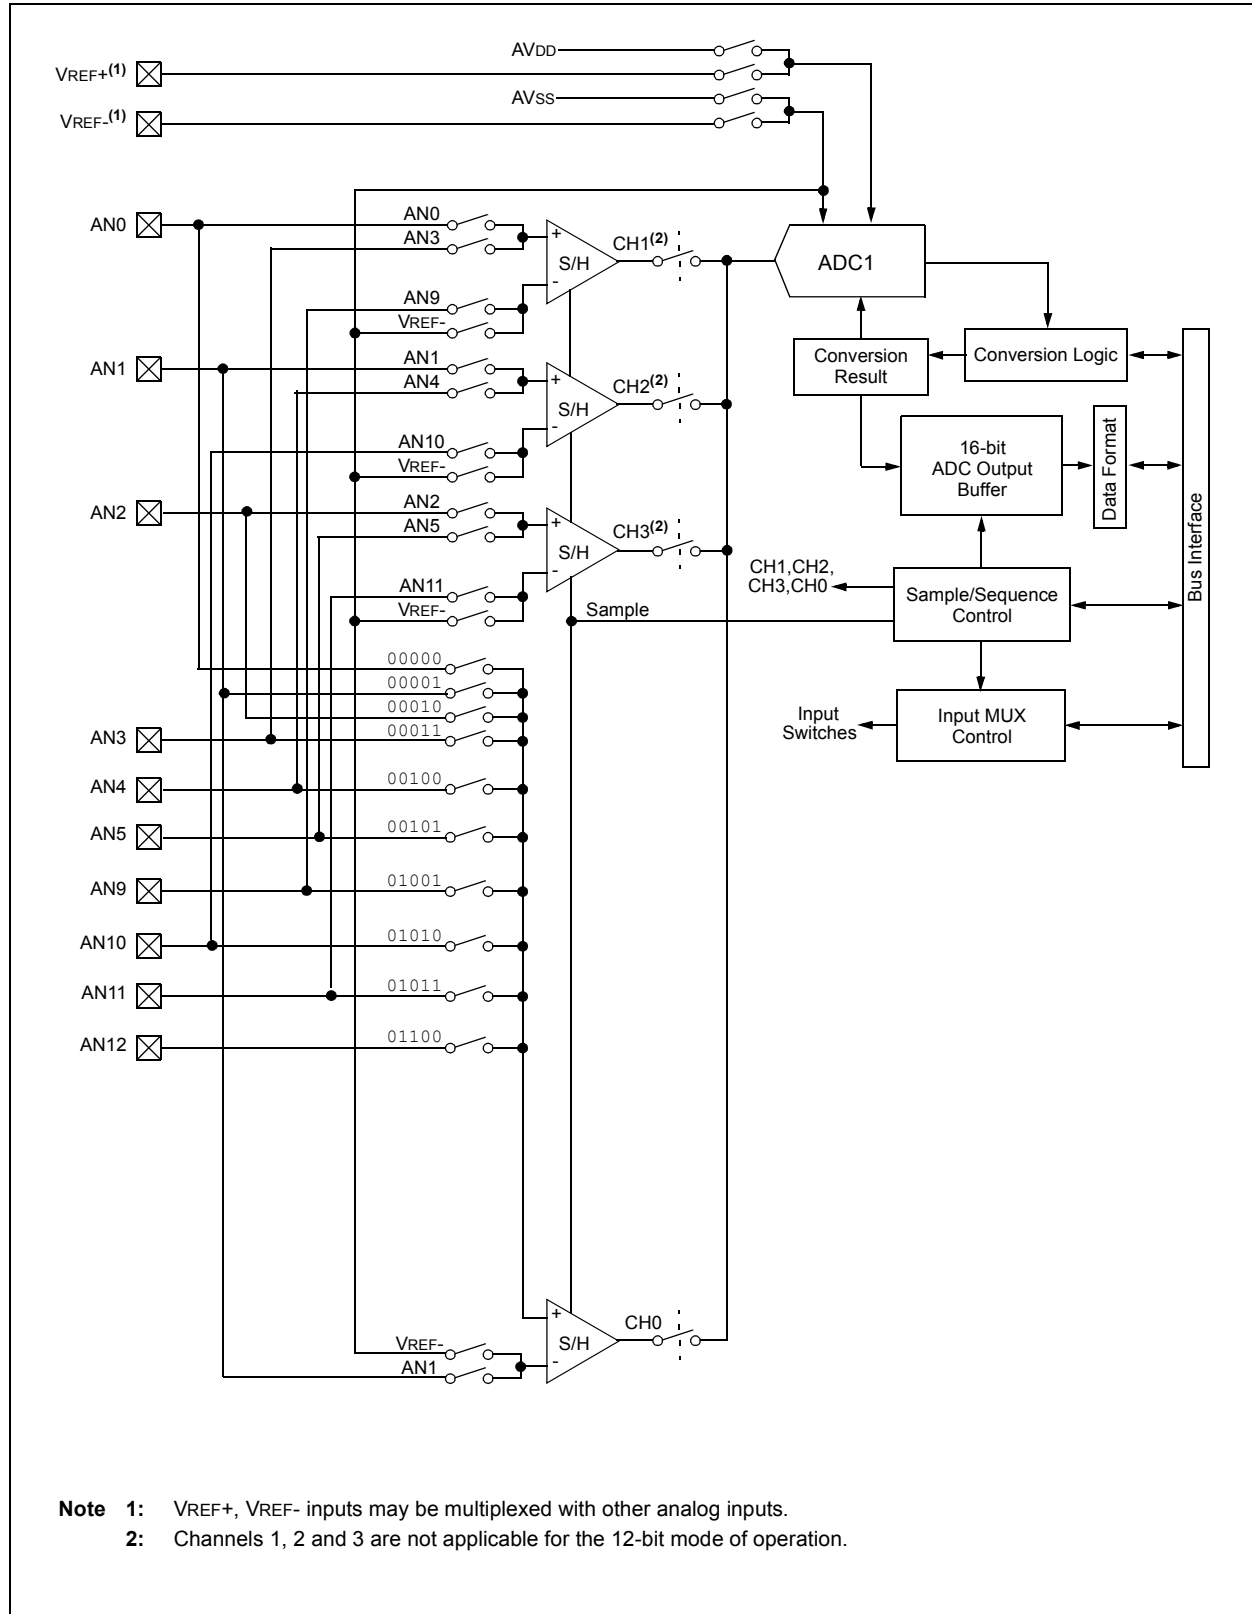 AVDD
VREF+(1)
AVSS
VREF-(1)
AN0
AN0
AN3
+
S/H
-
CH1(2)
AN9
VREF-
ADC1
AN1
AN1
AN4
+
S/H
-
CH2(2)
AN10
VREF-
Conversion
Result
Conversion Logic
16-bit
ADC Output
Buffer
Data Format
Bus Interface
AN2
AN2
AN5
+
S/H
-
CH3(2)
AN11
VREF-
Sample
CH1,CH2,
CH3,CH0
Sample/Sequence
Control
Input
Switches
Input MUX
Control
00000
00001
00010
AN3
00011
AN4
00100
AN5
00101
AN9
01001
AN10
01010
AN11
01011
AN12
01100
+
S/H
-
CH0
VREF-
AN1
Note 1: VREF+, VREF- inputs may be multiplexed with other analog inputs.
2: Channels 1, 2 and 3 are not applicable for the 12-bit mode of operation.